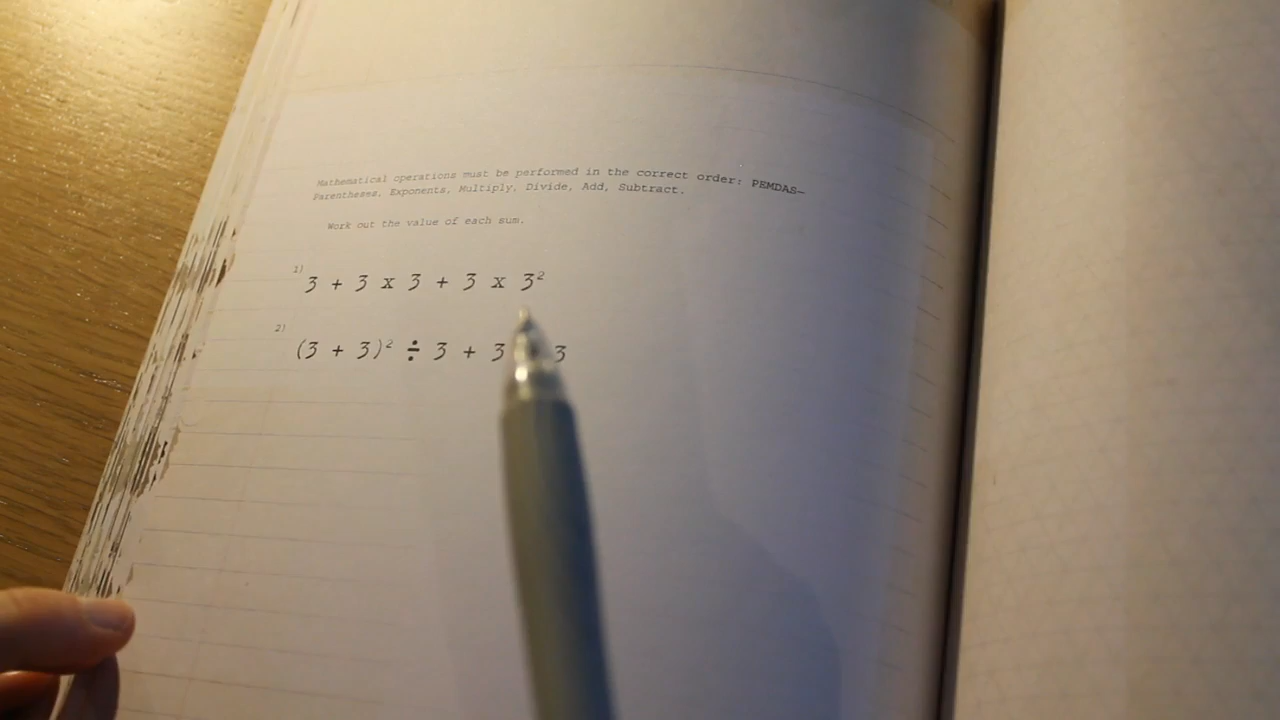 Mathematical operations must be performed in the correct order: PEMDAS—
Parentheses, Exponents, Multiply, Divide, Add, Subtract.
Work out the value of each sum.
1) 3 + 3 x 3 + 3 x 3²
2) (3 + 3)² ÷ 3 + 3 3